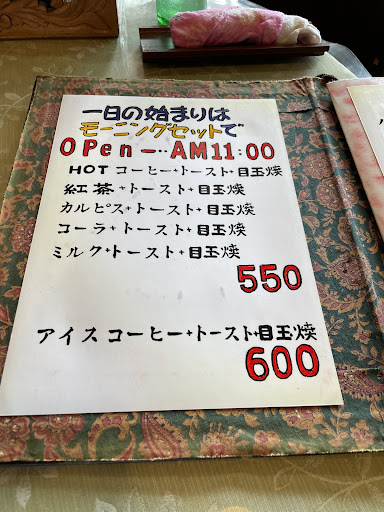 一日の始まりは
モーニングセットで
OPen ー‥AM11:00
HOT コーヒー+トースト+目玉焼
紅茶+トースト+目玉焼
カルピス+トースト+目玉焼
コーラ+トースト+目玉焼
ミルク+トースト+目玉焼
550
アイスコーヒー+トースト+目玉焼
600